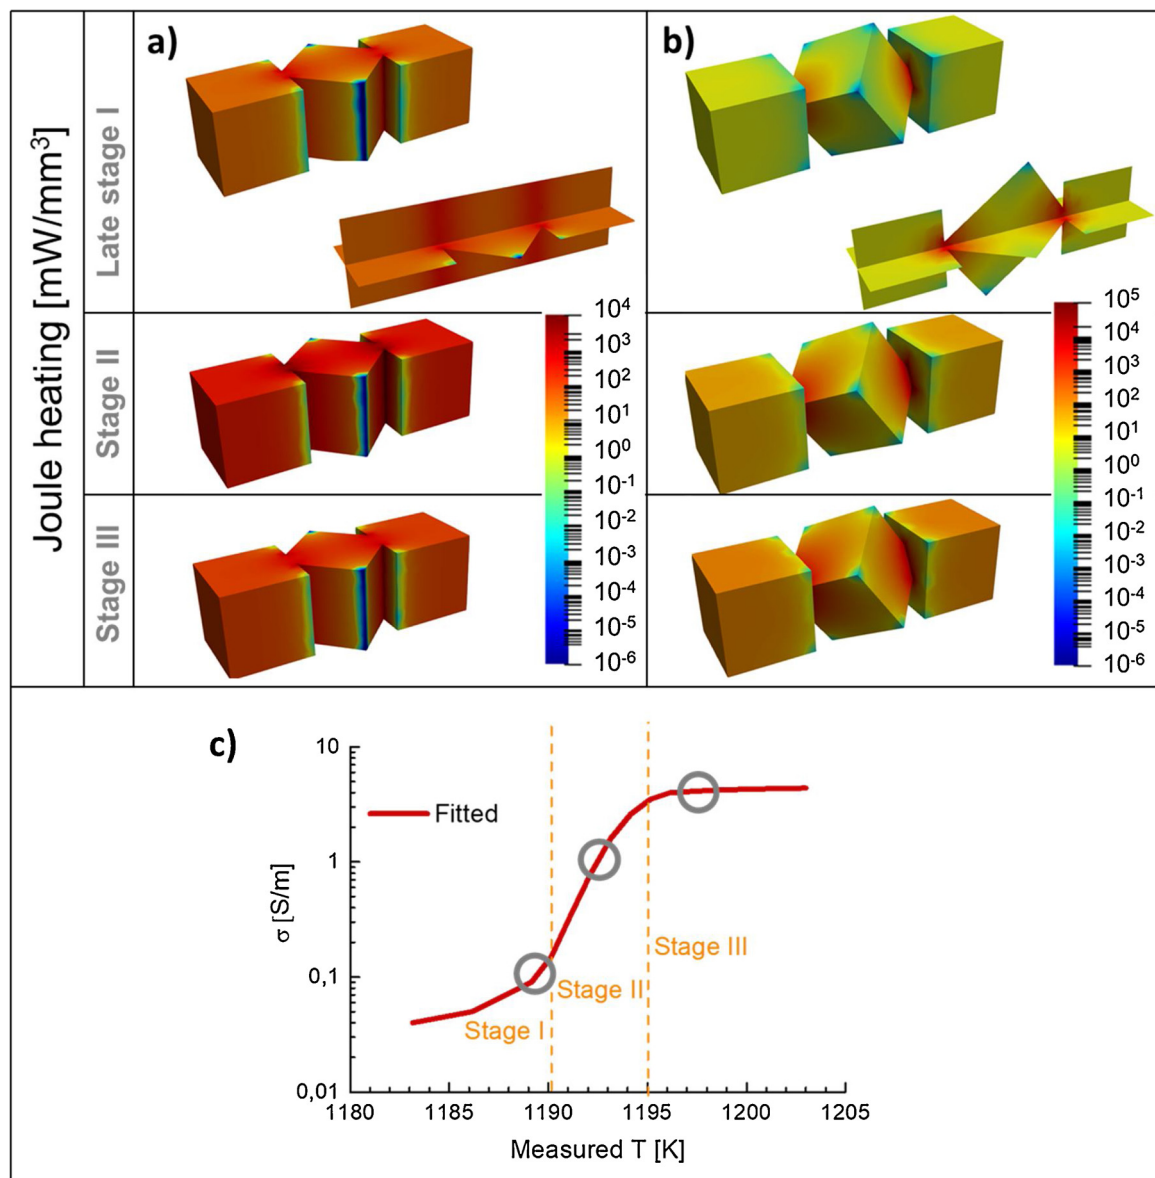 Joule heating [mW/mm³]
Late stage I
Stage II
Stage III
a)
b)
10⁴
10³
10²
10¹
10⁰
10⁻¹
10⁻²
10⁻³
10⁻⁴
10⁻⁵
10⁻⁶
10⁵
10⁴
10³
10²
10¹
10⁰
10⁻¹
10⁻²
10⁻³
10⁻⁴
10⁻⁵
10⁻⁶
c)
10
1
0,1
0,01
σ [S/m]
Fitted
Stage I
Stage II
Stage III
1180 1185 1190 1195 1200 1205
Measured T [K]